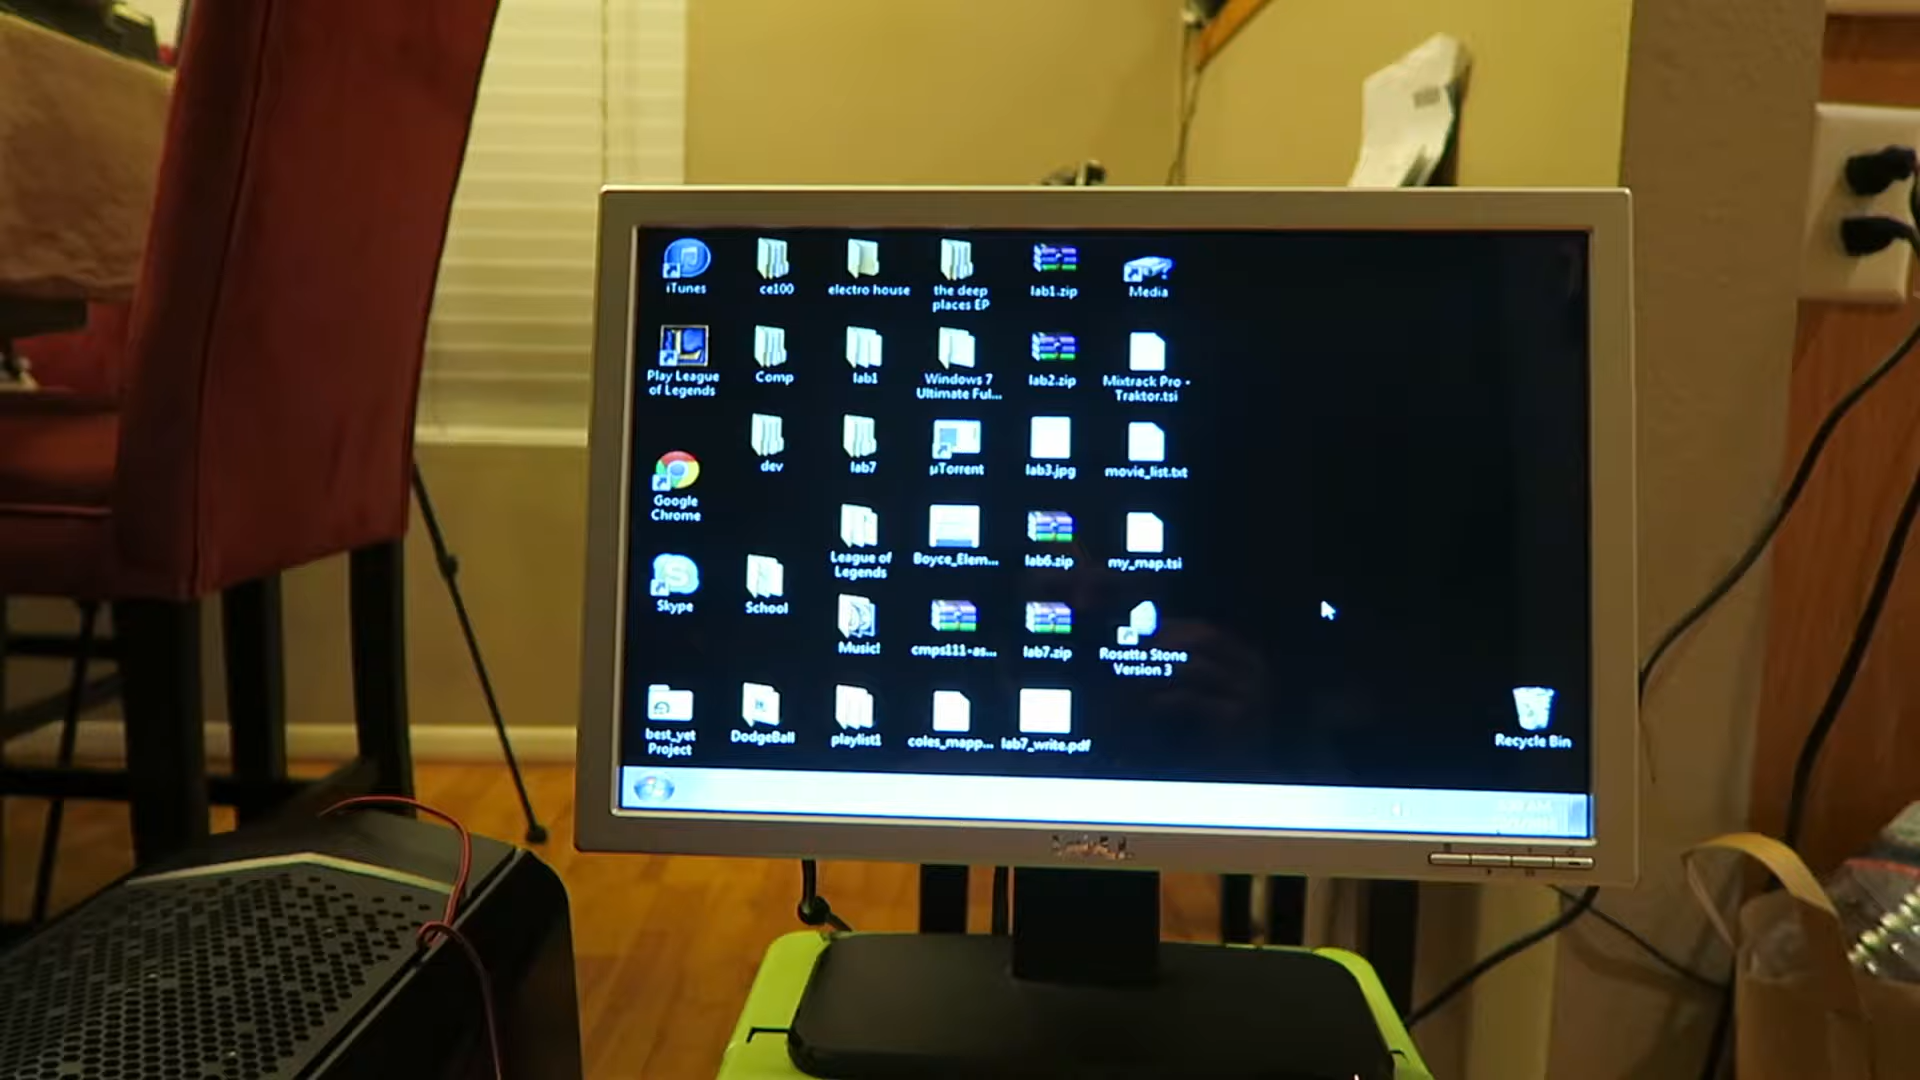 iTunes
ce100
electro house
the deep
places EP
lab1.zip
Media
Play League
of Legends
Comp
lab1
Windows 7
Ultimate Ful...
lab2.zip
Mixtrack Pro -
Traktor.tsi
Google
Chrome
dev
lab7
µTorrent
lab3.jpg
movie_list.txt
League of
Legends
Boyce_Elem...
lab6.zip
my_map.tsi
Skype
School
Music!
cmps111-as...
lab7.zip
Rosetta Stone
Version 3
best_yet
Project
DodgeBall
playlist1
coles_mapp...
lab7_write.pdf
Recycle Bin
DELL